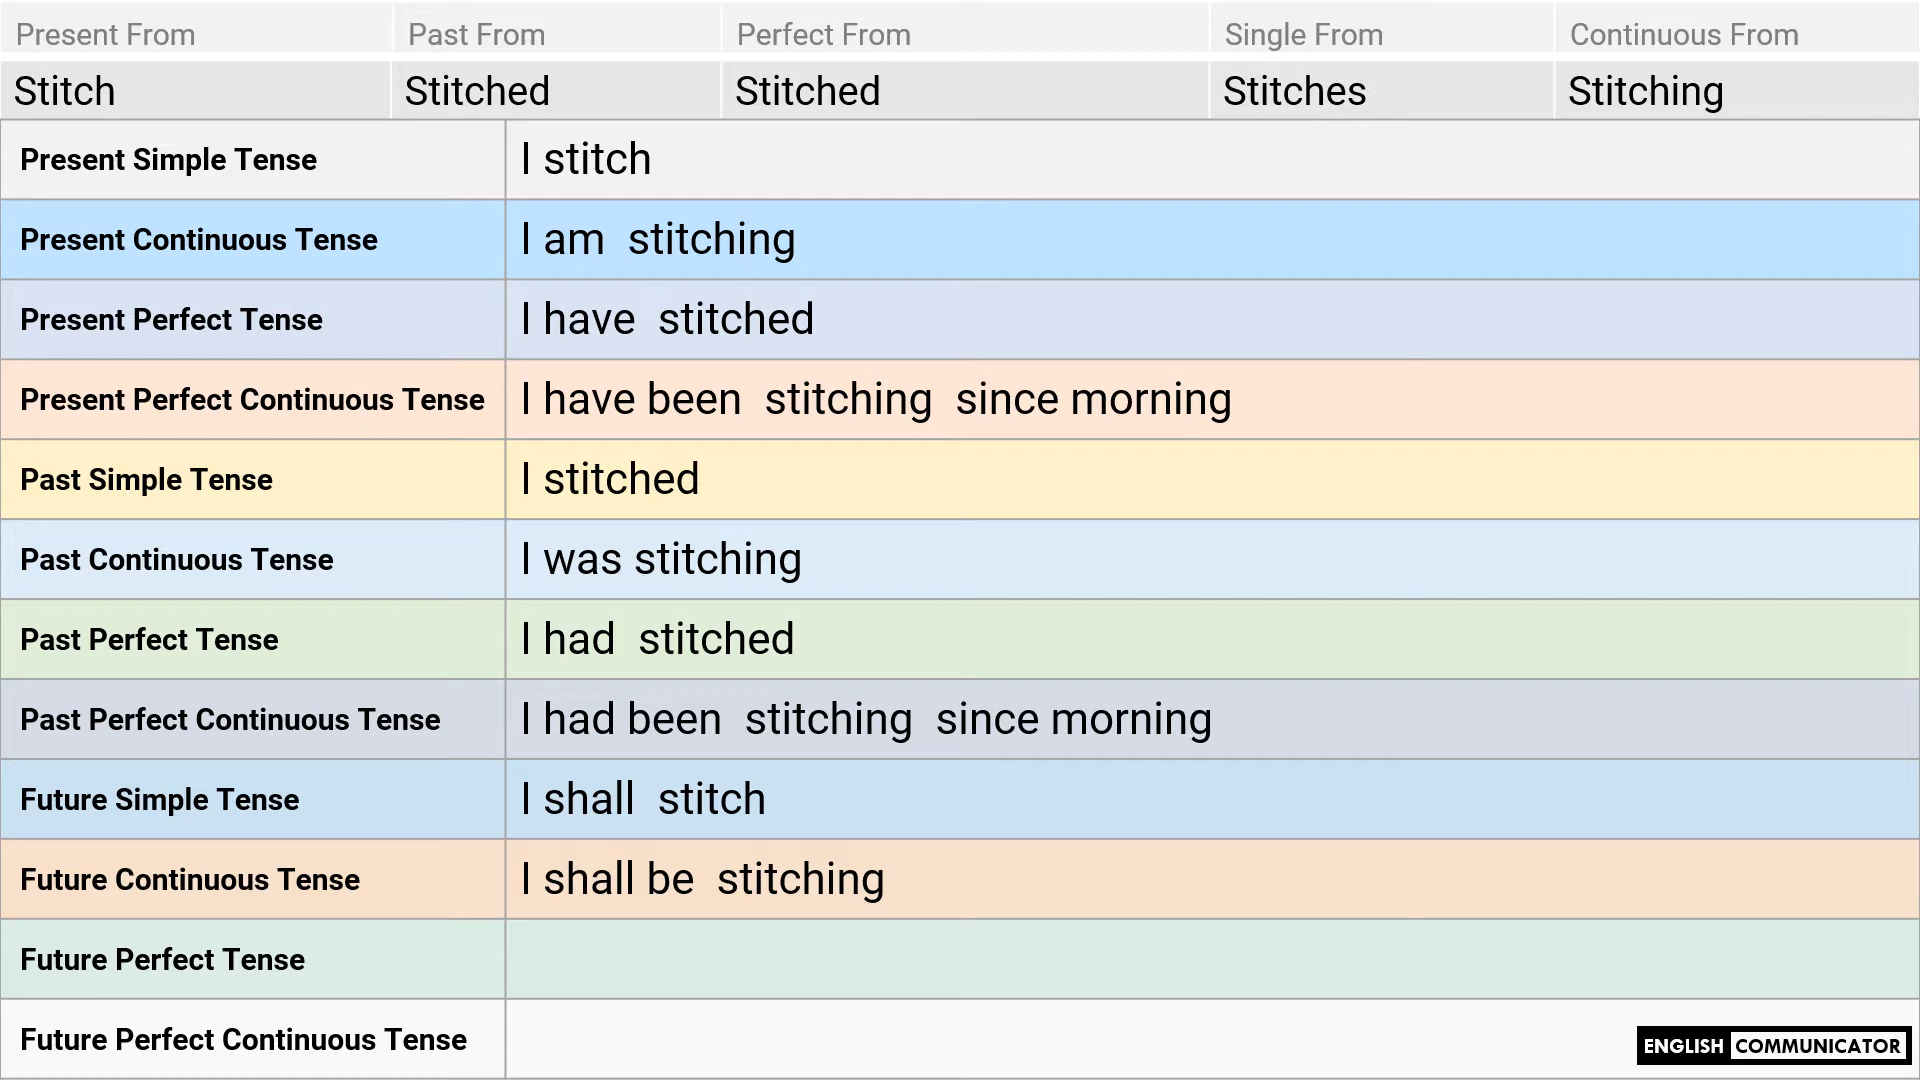 Present From Past From Perfect From Single From Continuous From
Stitch Stitched Stitched Stitches Stitching
Present Simple Tense I stitch
Present Continuous Tense I am stitching
Present Perfect Tense I have stitched
Present Perfect Continuous Tense I have been stitching since morning
Past Simple Tense I stitched
Past Continuous Tense I was stitching
Past Perfect Tense I had stitched
Past Perfect Continuous Tense I had been stitching since morning
Future Simple Tense I shall stitch
Future Continuous Tense I shall be stitching
Future Perfect Tense
Future Perfect Continuous Tense
ENGLISH COMMUNICATOR